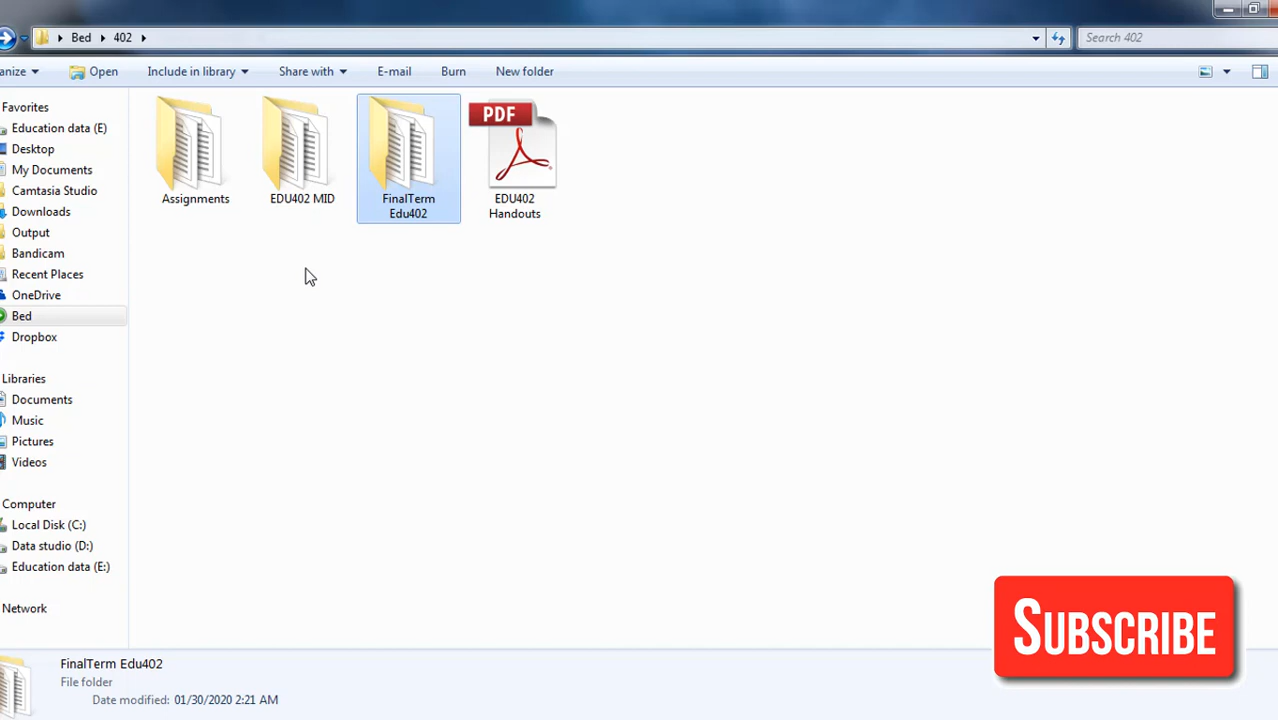 Bed 402 Search 402
anize Open Include in library Share with E-mail Burn New folder
Favorites
Education data (E)
Desktop
My Documents
Camtasia Studio
Downloads
Output
Bandicam
Recent Places
OneDrive
Bed
Dropbox
Libraries
Documents
Music
Pictures
Videos
Computer
Local Disk (C:)
Data studio (D:)
Education data (E:)
Network
Assignments
EDU402 MID
FinalTerm
Edu402
PDF
EDU402
Handouts
SUBSCRIBE
FinalTerm Edu402
File folder
Date modified: 01/30/2020 2:21 AM